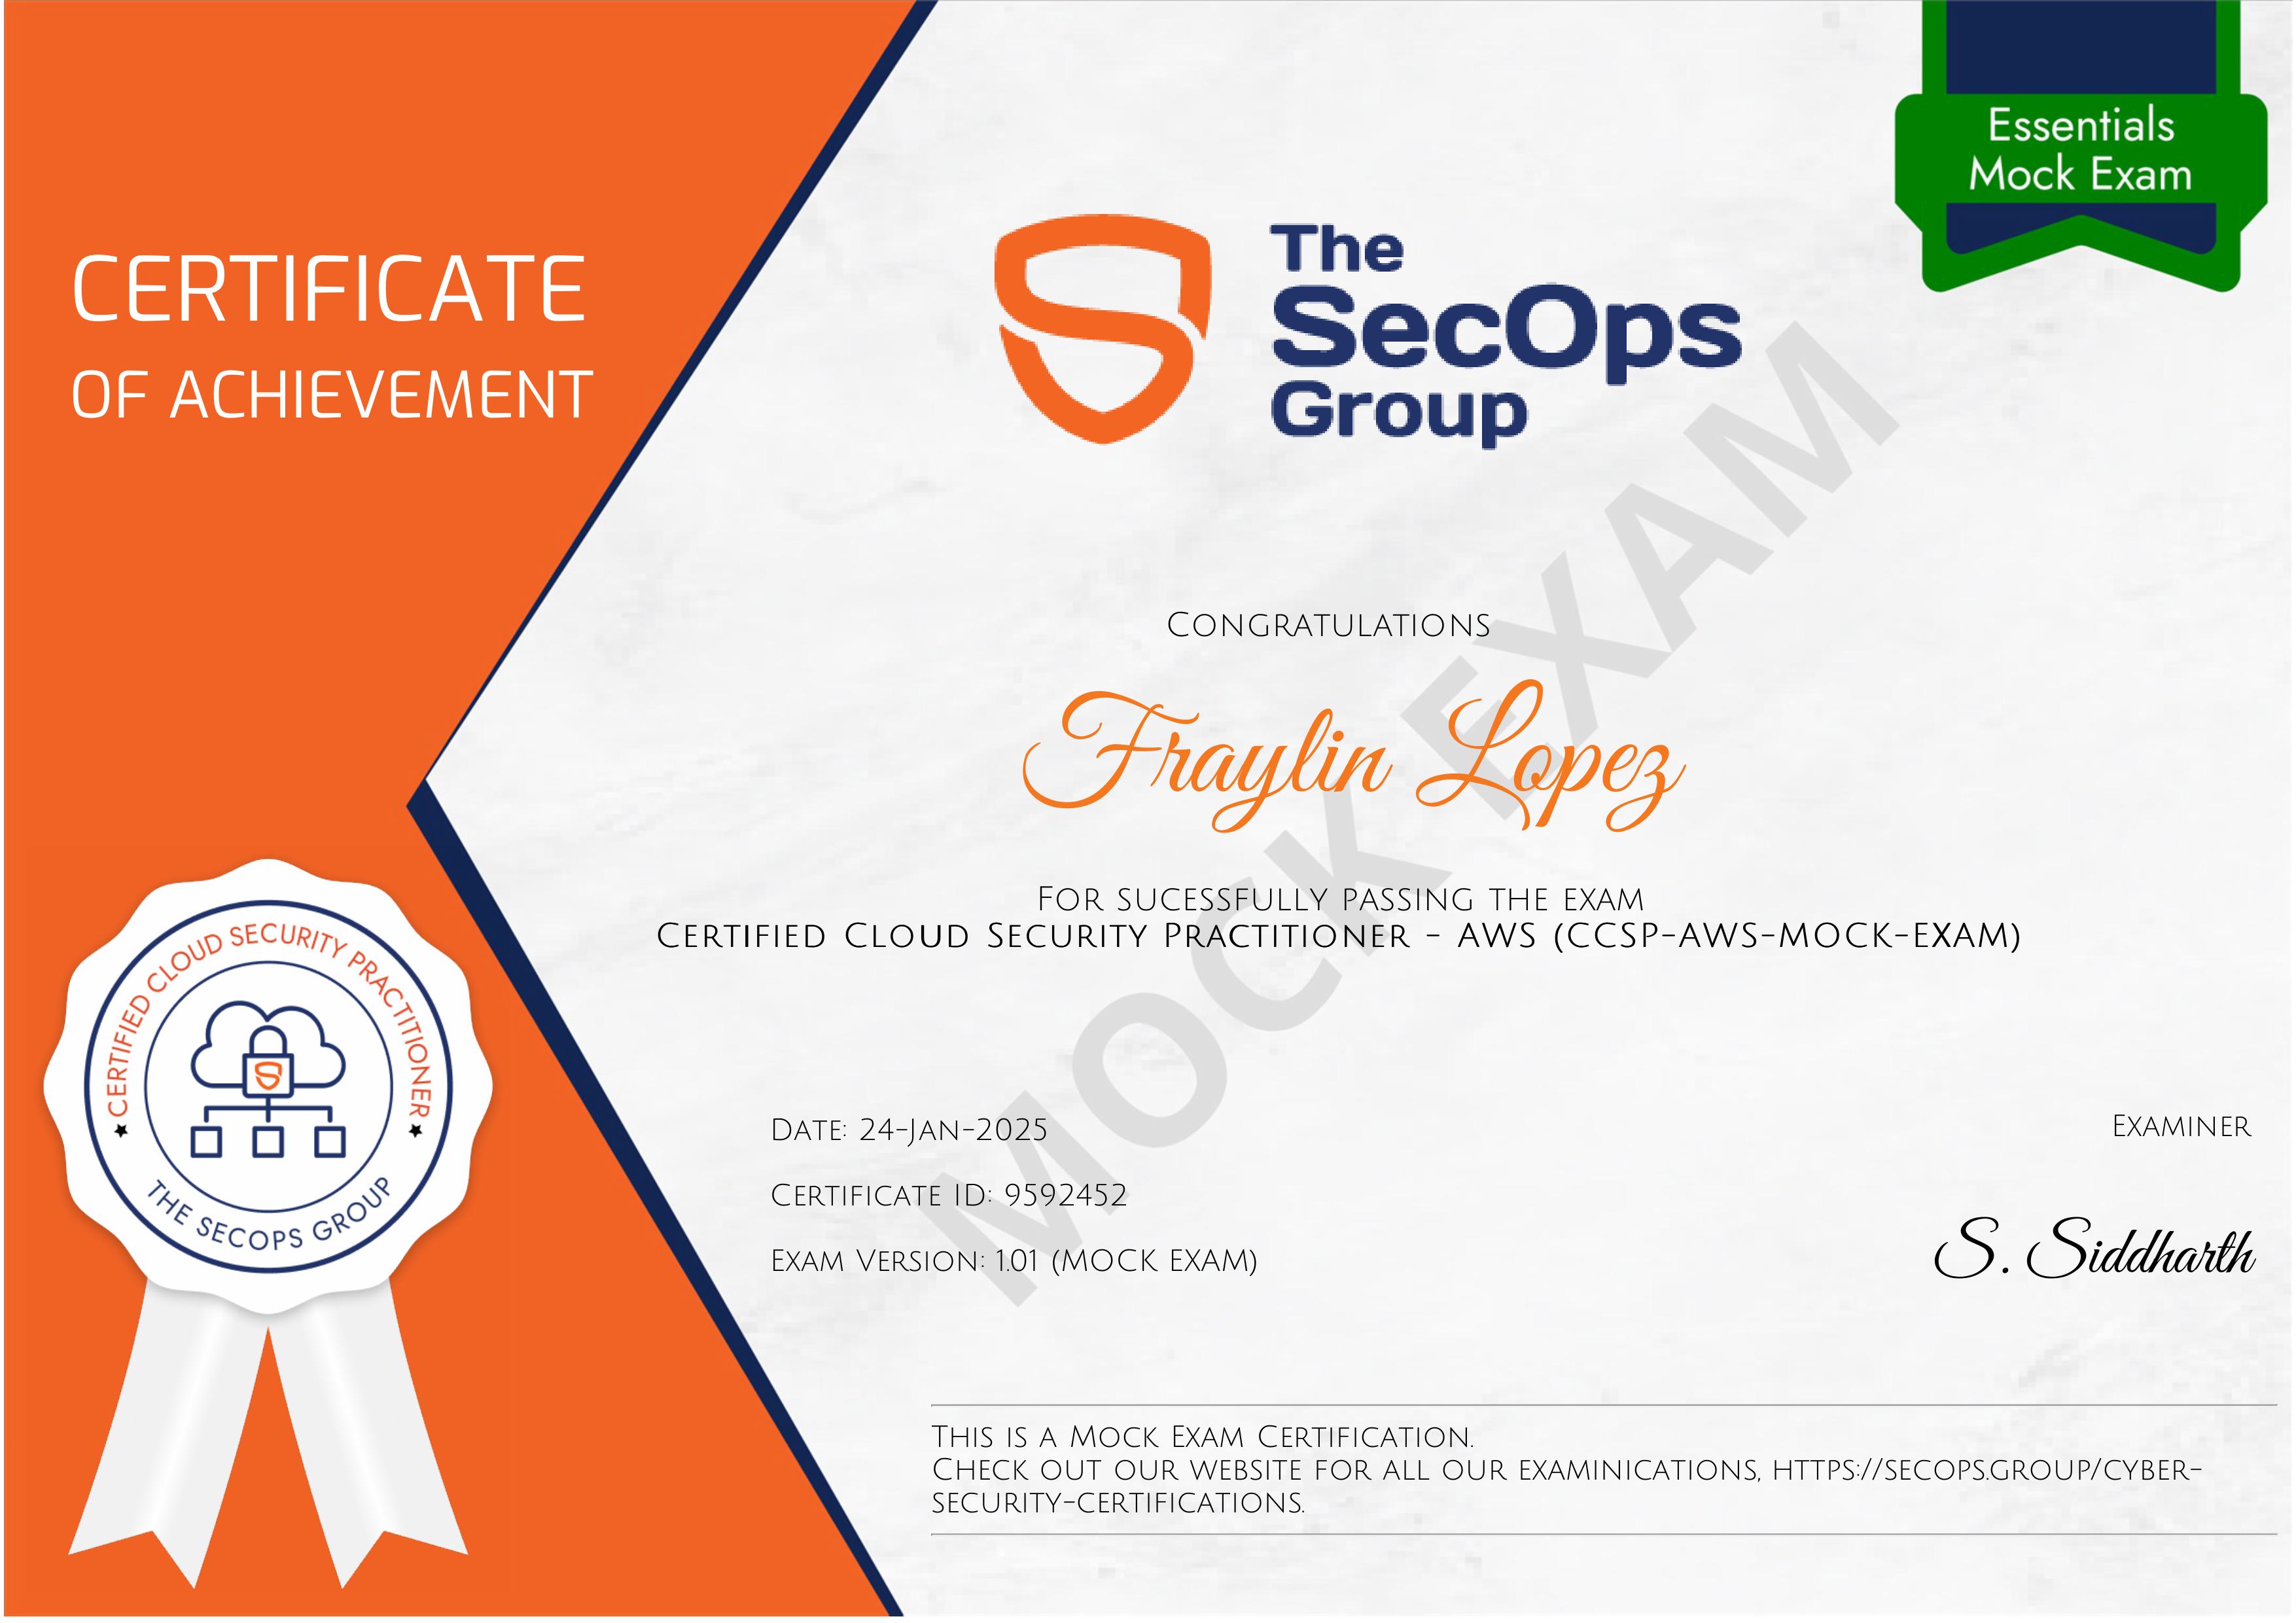 Essentials
Mock Exam
CERTIFICATE
OF ACHIEVEMENT
The
SecOps
Group
Congratulations
Fraylin Lopez
For sucessfully passing the exam
Certified Cloud Security Practitioner - AWS (CCSP-AWS-MOCK-EXAM)
MOCK EXAM
CERTIFIED CLOUD SECURITY PRACTITIONER
THE SECOPS GROUP
Date: 24-Jan-2025
Certificate ID: 9592452
Exam Version: 1.01 (MOCK EXAM)
Examiner
S. Siddharth
This is a Mock Exam Certification.
Check out our website for all our examinications, https://secops.group/cyber-
security-certifications.